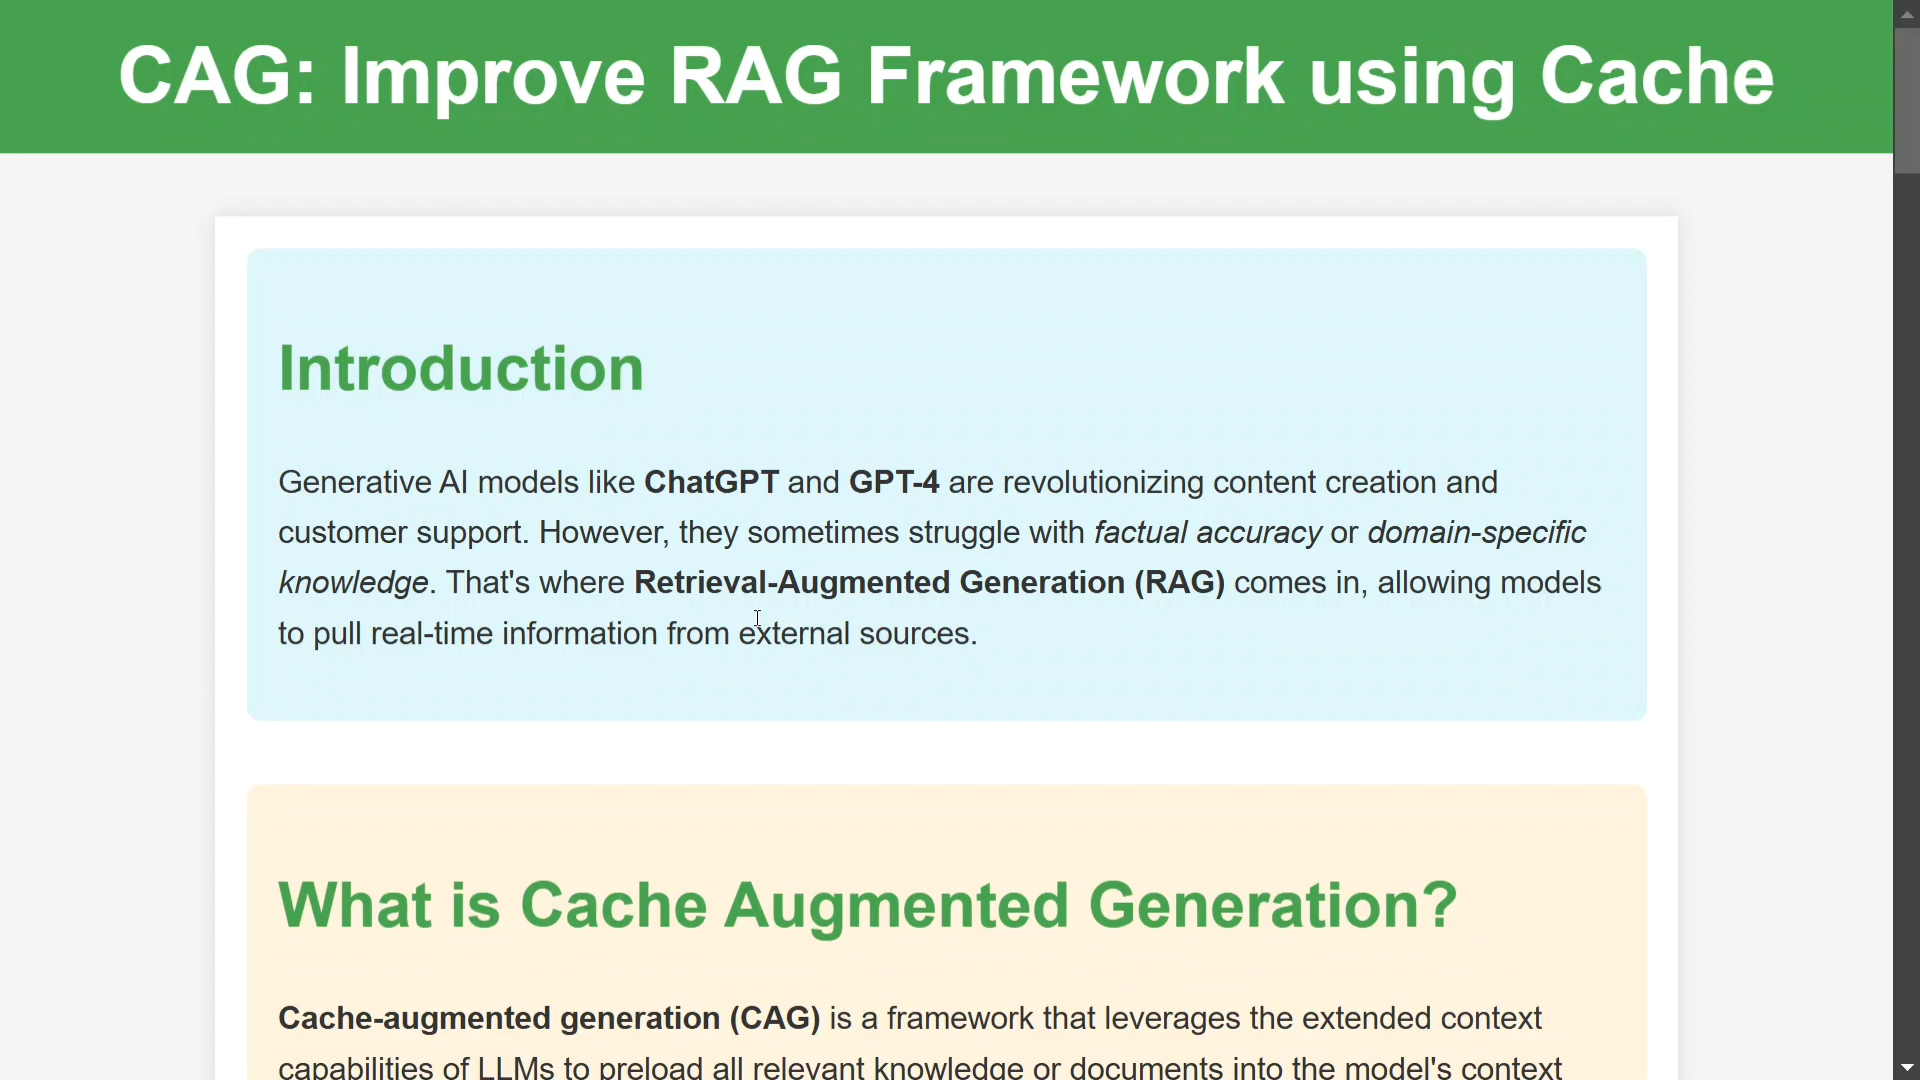 CAG: Improve RAG Framework using Cache
Introduction
Generative AI models like ChatGPT and GPT-4 are revolutionizing content creation and
customer support. However, they sometimes struggle with factual accuracy or domain-specific
knowledge. That's where Retrieval-Augmented Generation (RAG) comes in, allowing models
to pull real-time information from external sources.
What is Cache Augmented Generation?
Cache-augmented generation (CAG) is a framework that leverages the extended context
capabilities of LLMs to preload all relevant knowledge or documents into the model's context